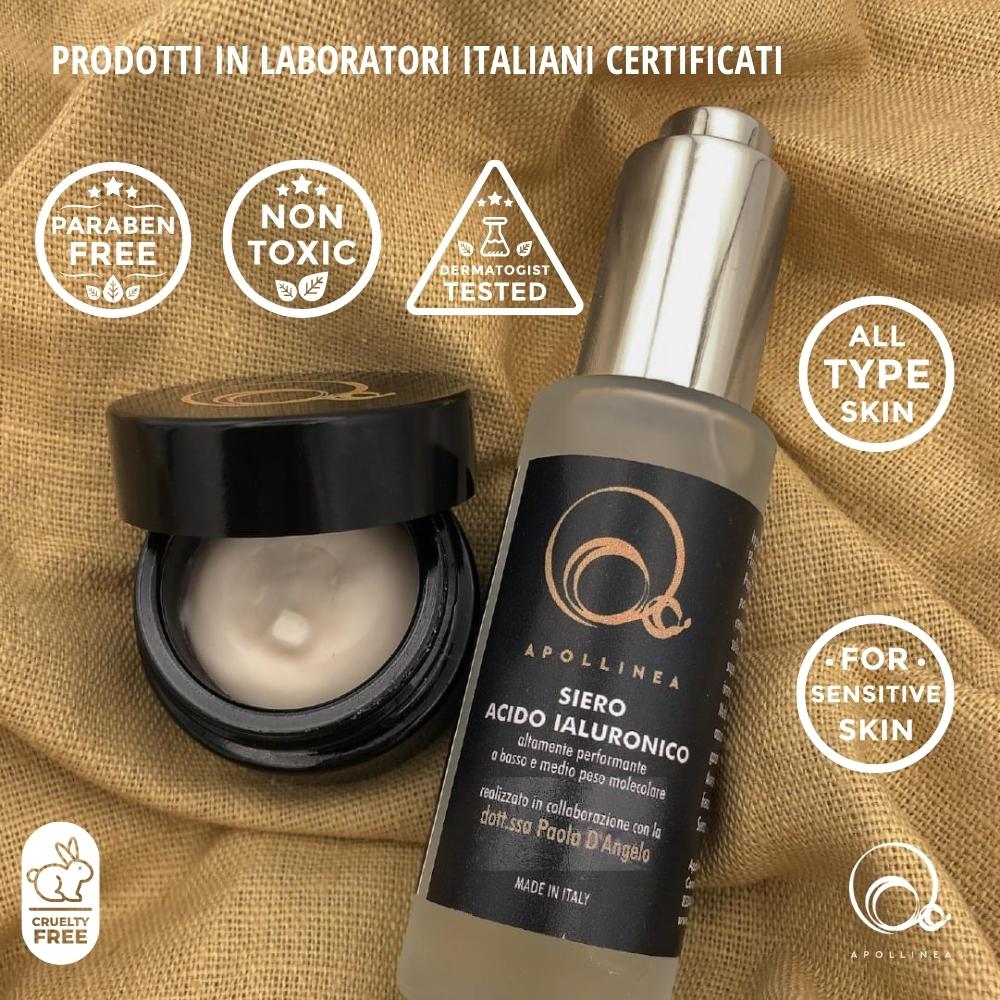 PRODOTTI IN LABORATORI ITALIANI CERTIFICATI
PARABEN
FREE
NON
TOXIC
DERMATOGIST
TESTED
ALL
TYPE
SKIN
APOLLINEA
SIERO
ACIDO IALURONICO
altamente performante
a basso e medio peso molecolare
realizzato in collaborazione con la
dott.ssa Paola D'Angelo
MADE IN ITALY
· FOR ·
SENSITIVE
SKIN
CRUELTY
FREE
APOLLINEA